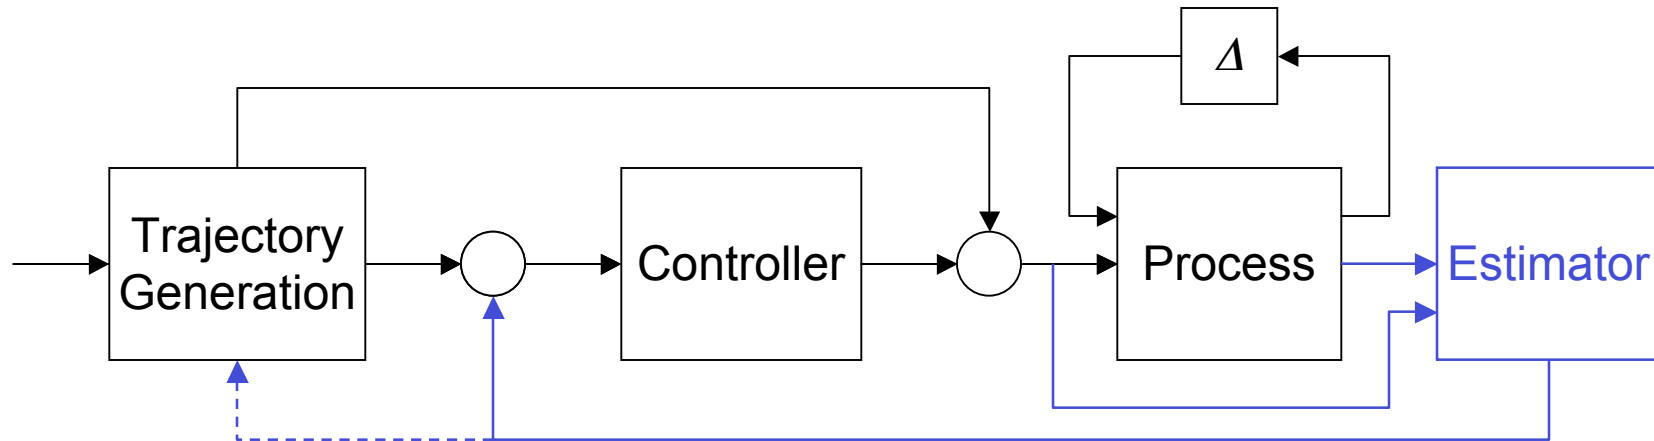 Δ
Trajectory
Generation
Controller
Process
Estimator